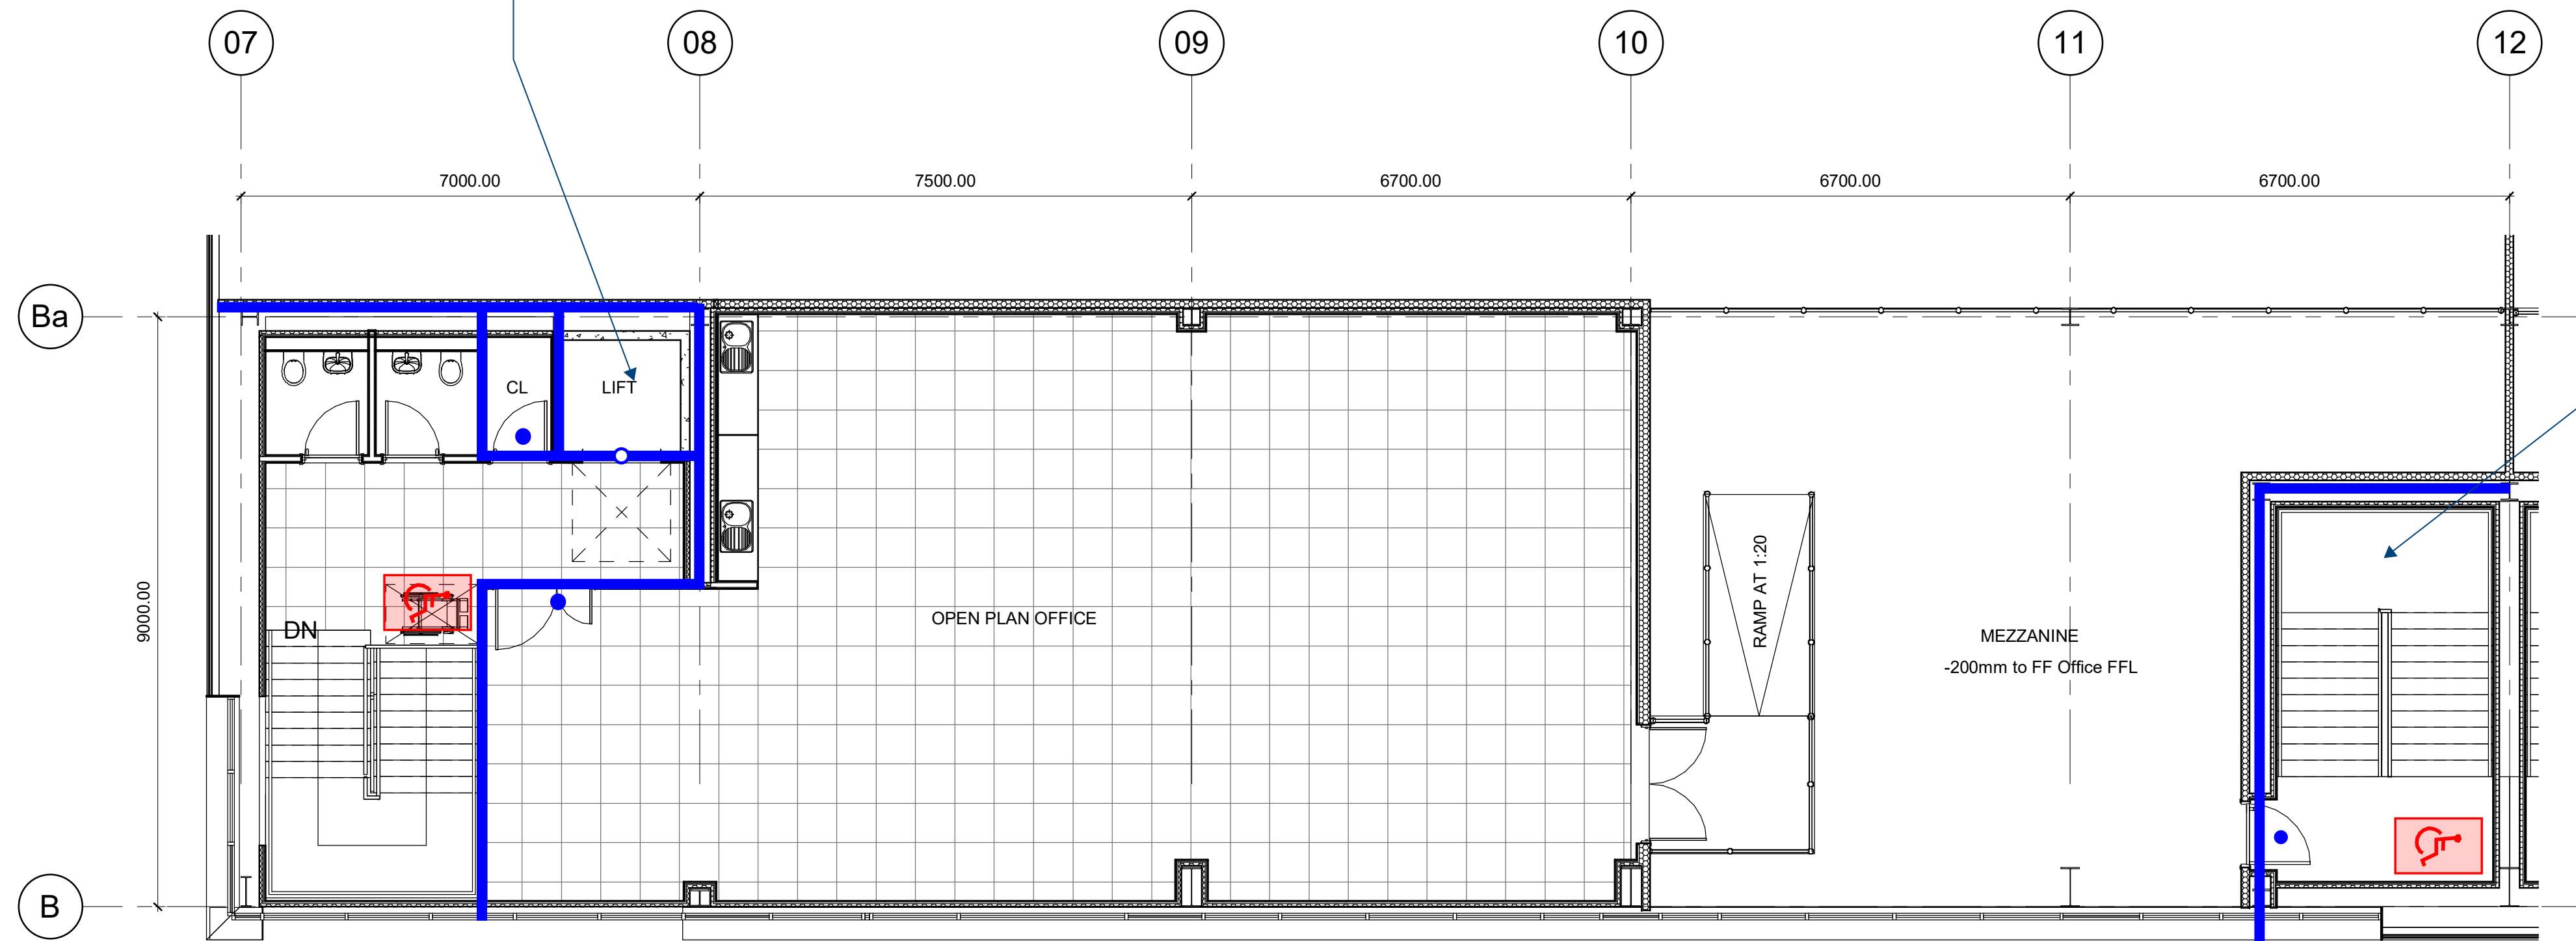 07
08
09
10
11
12
7000.00
7500.00
6700.00
6700.00
6700.00
Ba
CL
LIFT
9000.00
DN
OPEN PLAN OFFICE
RAMP AT 1:20
MEZZANINE
-200mm to FF Office FFL
B